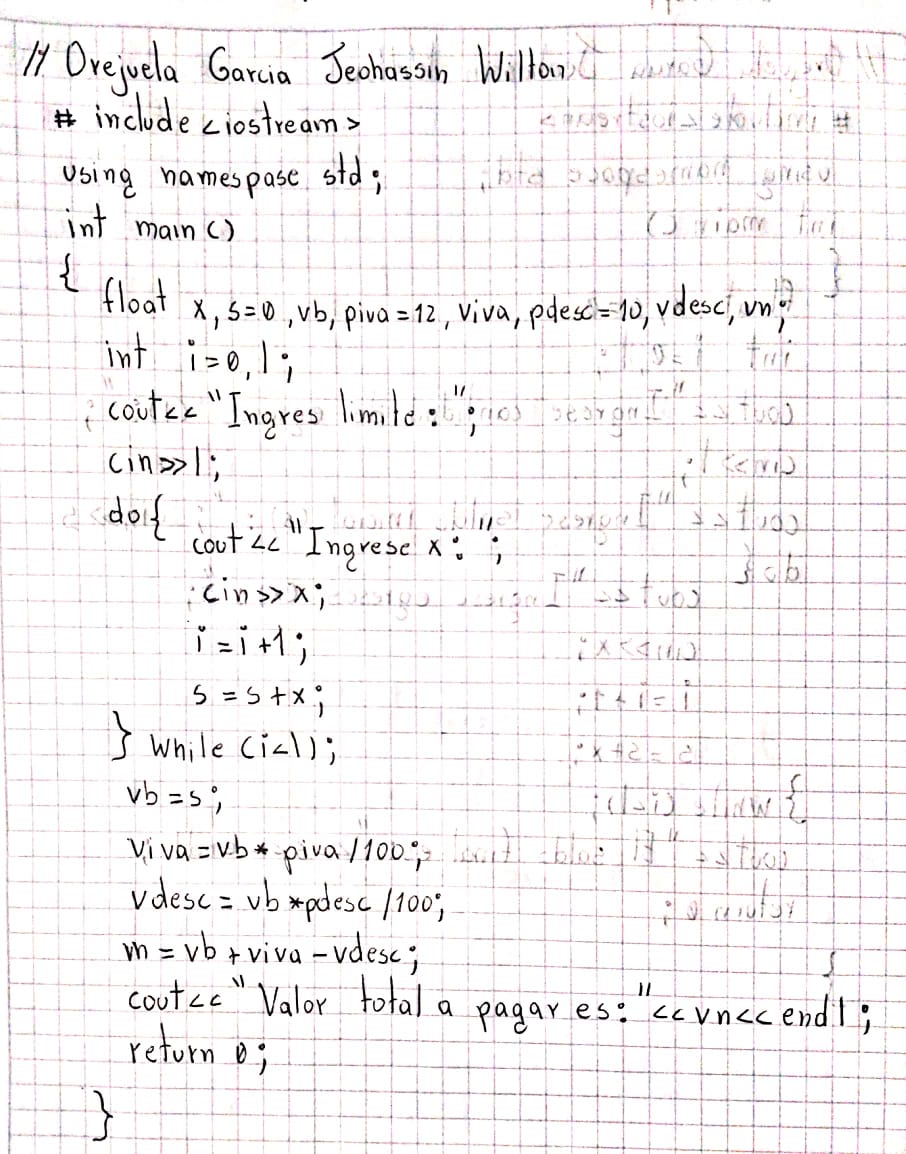 // Orejuela Garcia Jeohassin Wilton
# include <iostream>
using namespase std;
int main ()
{ float x, s=0, vb, piva=12, viva, pdesc=10, vdesc, vn;
int i=0, l;
cout<<"Ingres limite:";
cin>>l;
do{
cout<<"Ingrese x:";
cin>>x;
i=i+1;
s=s+x;
} while (i<l);
vb=s;
viva=vb*piva/100;
vdesc=vb*pdesc/100;
m=vb+viva-vdesc;
cout<<"Valor total a pagar es:"<<vn<<endl;
return 0;
}